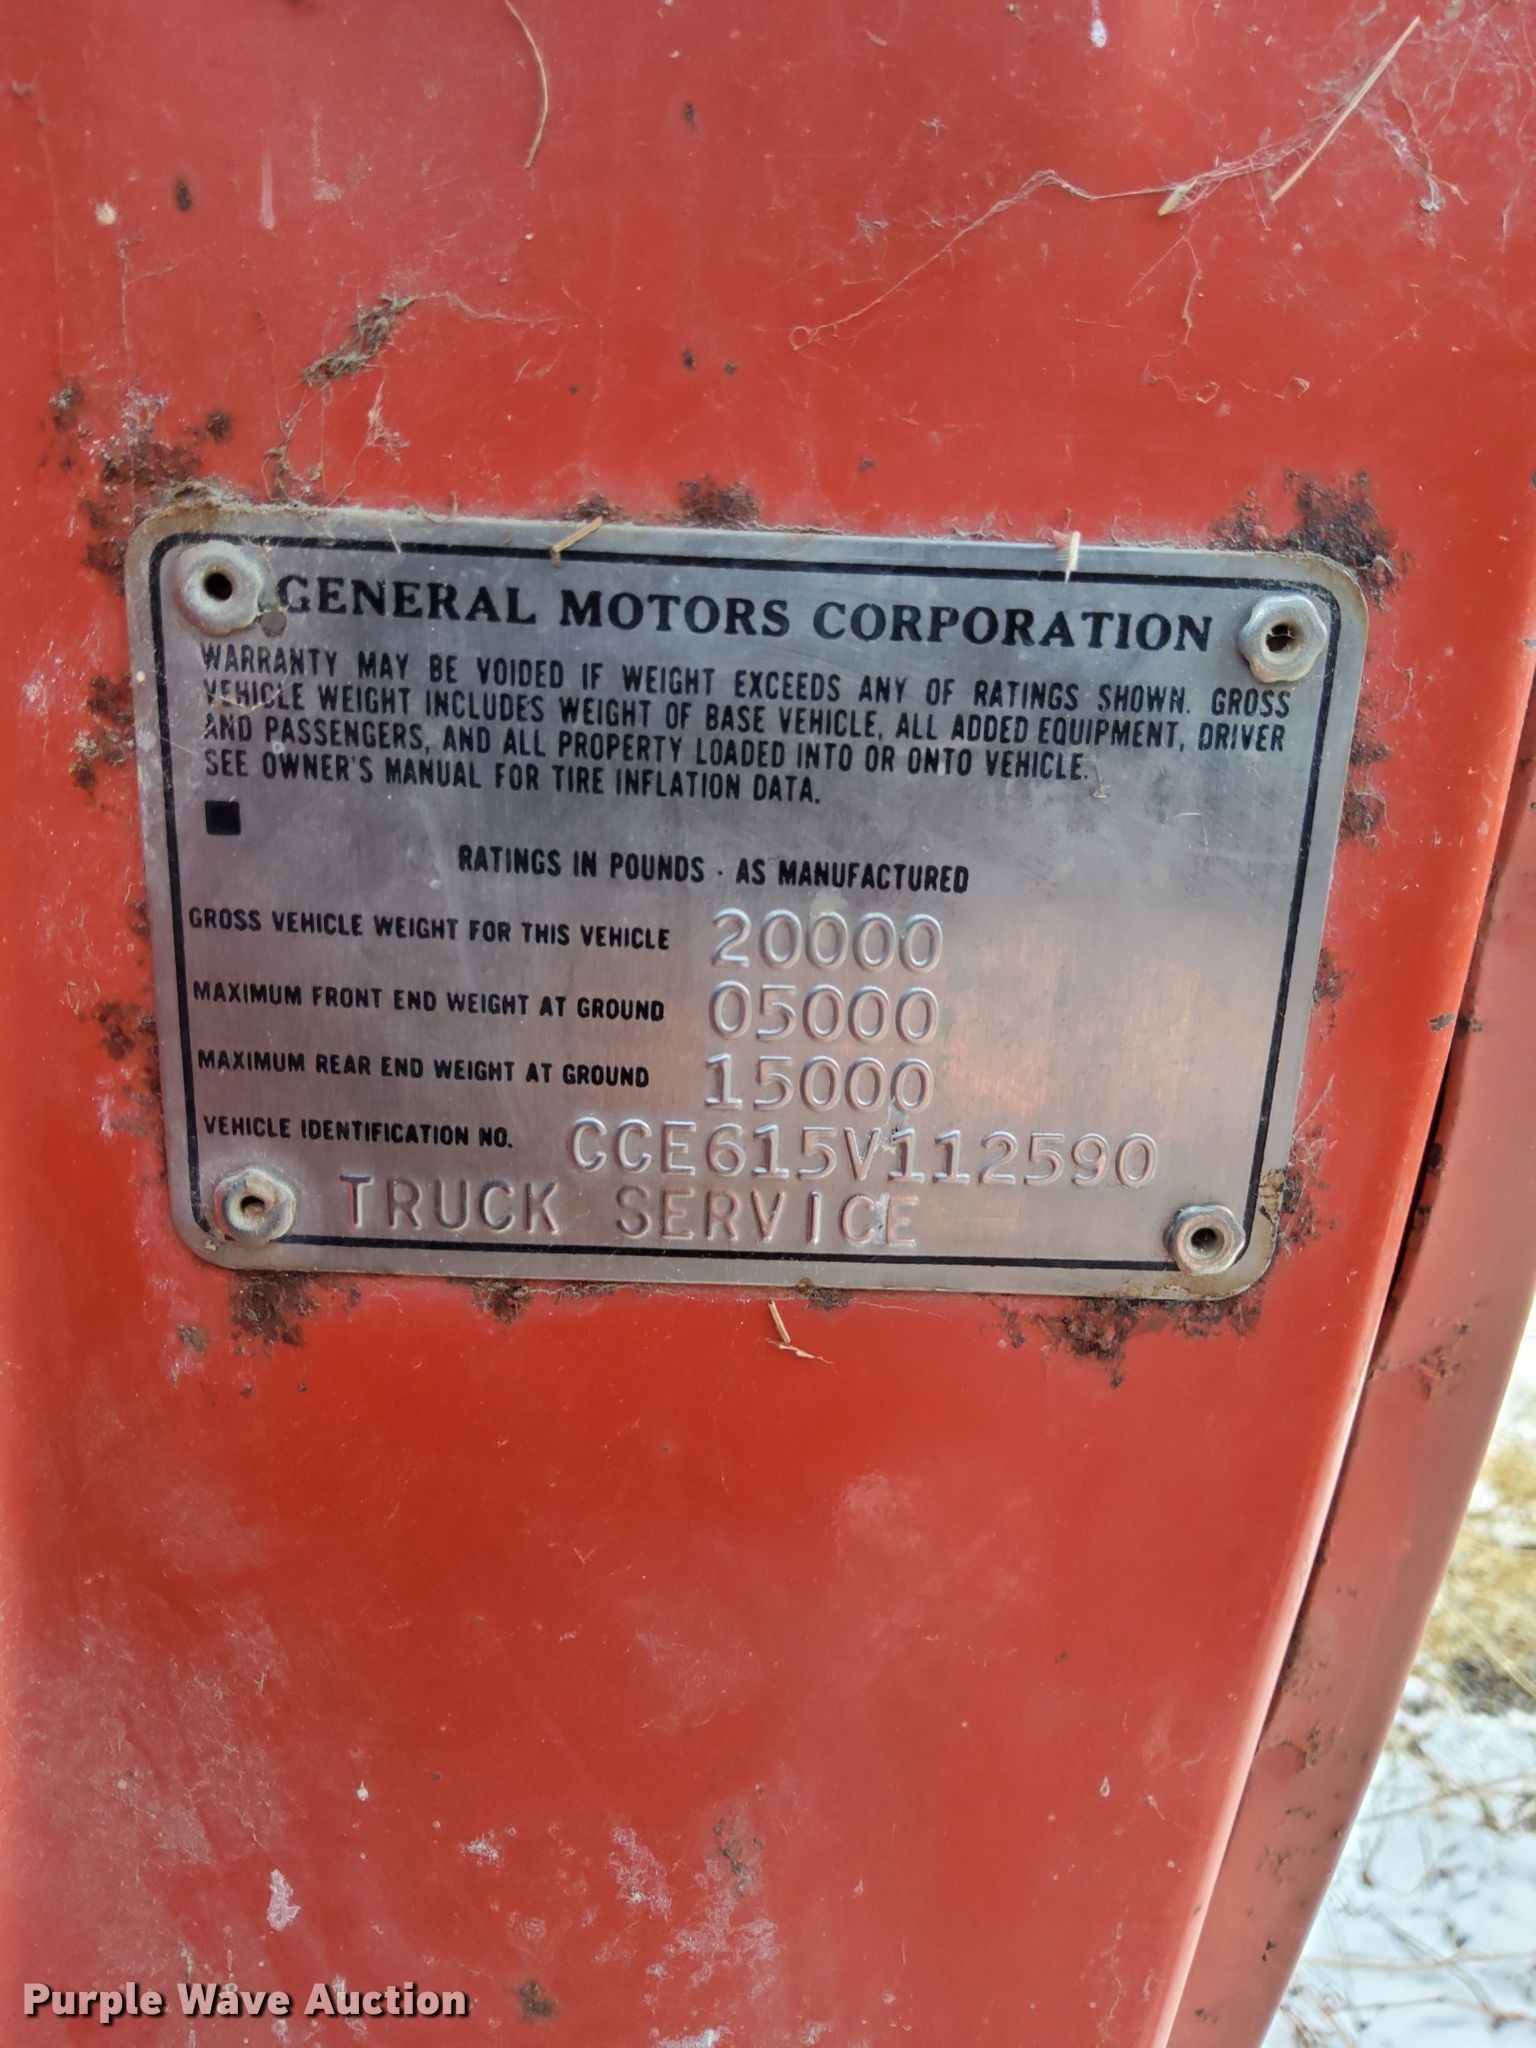 GENERAL MOTORS CORPORATION
WARRANTY MAY BE VOIDED IF WEIGHT EXCEEDS ANY OF RATINGS SHOWN. GROSS
VEHICLE WEIGHT INCLUDES WEIGHT OF BASE VEHICLE, ALL ADDED EQUIPMENT, DRIVER
AND PASSENGERS, AND ALL PROPERTY LOADED INTO OR ONTO VEHICLE.
SEE OWNER'S MANUAL FOR TIRE INFLATION DATA.
RATINGS IN POUNDS · AS MANUFACTURED
GROSS VEHICLE WEIGHT FOR THIS VEHICLE 20000
MAXIMUM FRONT END WEIGHT AT GROUND 05000
MAXIMUM REAR END WEIGHT AT GROUND 15000
VEHICLE IDENTIFICATION NO. CCE615V112590
TRUCK SERVICE
Purple Wave Auction